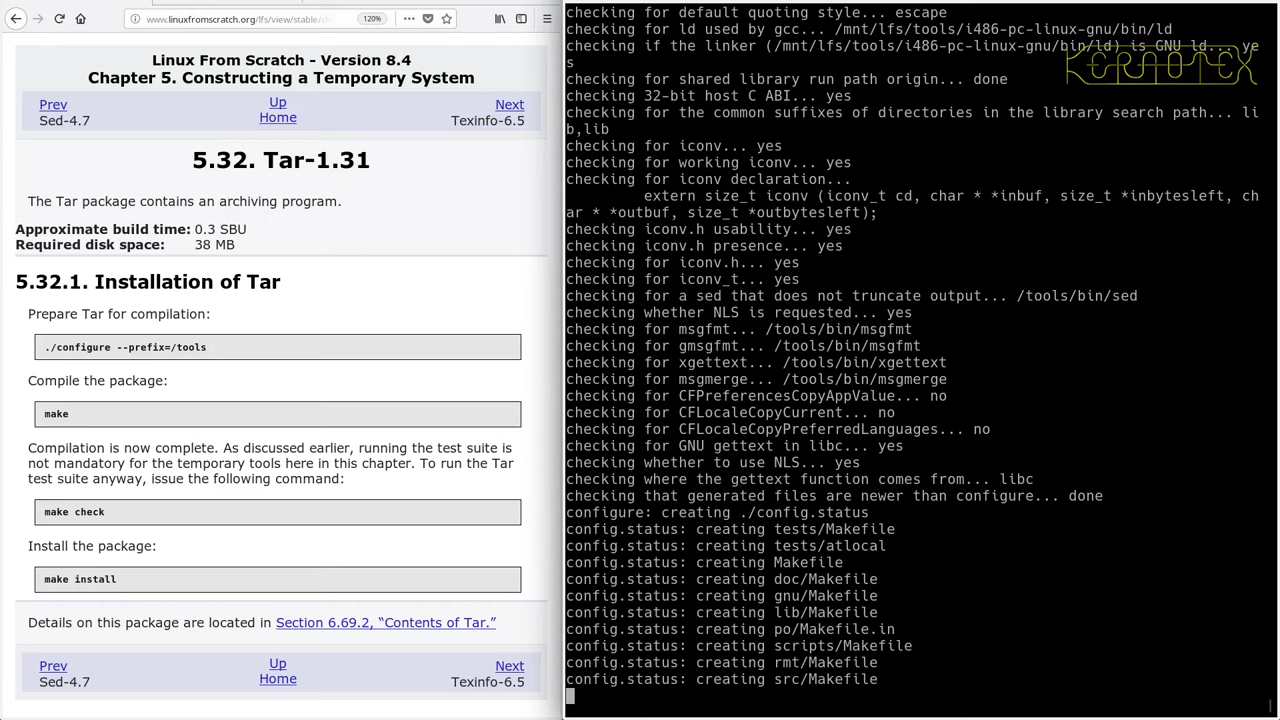 www.linuxfromscratch.org/lfs/view/stable/ch
120%
Linux From Scratch - Version 8.4
Chapter 5. Constructing a Temporary System
Prev
Up
Next
Sed-4.7
Home
Texinfo-6.5
5.32. Tar-1.31
The Tar package contains an archiving program.
Approximate build time: 0.3 SBU
Required disk space: 38 MB
5.32.1. Installation of Tar
Prepare Tar for compilation:
./configure --prefix=/tools
Compile the package:
make
Compilation is now complete. As discussed earlier, running the test suite is
not mandatory for the temporary tools here in this chapter. To run the Tar
test suite anyway, issue the following command:
make check
Install the package:
make install
Details on this package are located in Section 6.69.2, “Contents of Tar.”
Prev
Up
Next
Sed-4.7
Home
Texinfo-6.5
checking for default quoting style... escape
checking for ld used by gcc... /mnt/lfs/tools/i486-pc-linux-gnu/bin/ld
checking if the linker (/mnt/lfs/tools/i486-pc-linux-gnu/bin/ld) is GNU ld... ye
s
checking for shared library run path origin... done
checking 32-bit host C ABI... yes
checking for the common suffixes of directories in the library search path... li
b,lib
checking for iconv... yes
checking for working iconv... yes
checking for iconv declaration...
extern size_t iconv (iconv_t cd, char * *inbuf, size_t *inbytesleft, ch
ar * *outbuf, size_t *outbytesleft);
checking iconv.h usability... yes
checking iconv.h presence... yes
checking for iconv.h... yes
checking for iconv_t... yes
checking for a sed that does not truncate output... /tools/bin/sed
checking whether NLS is requested... yes
checking for msgfmt... /tools/bin/msgfmt
checking for gmsgfmt... /tools/bin/msgfmt
checking for xgettext... /tools/bin/xgettext
checking for msgmerge... /tools/bin/msgmerge
checking for CFPreferencesCopyAppValue... no
checking for CFLocaleCopyCurrent... no
checking for CFLocaleCopyPreferredLanguages... no
checking for GNU gettext in libc... yes
checking whether to use NLS... yes
checking where the gettext function comes from... libc
checking that generated files are newer than configure... done
configure: creating ./config.status
config.status: creating tests/Makefile
config.status: creating tests/atlocal
config.status: creating Makefile
config.status: creating doc/Makefile
config.status: creating gnu/Makefile
config.status: creating lib/Makefile
config.status: creating po/Makefile.in
config.status: creating scripts/Makefile
config.status: creating rmt/Makefile
config.status: creating src/Makefile